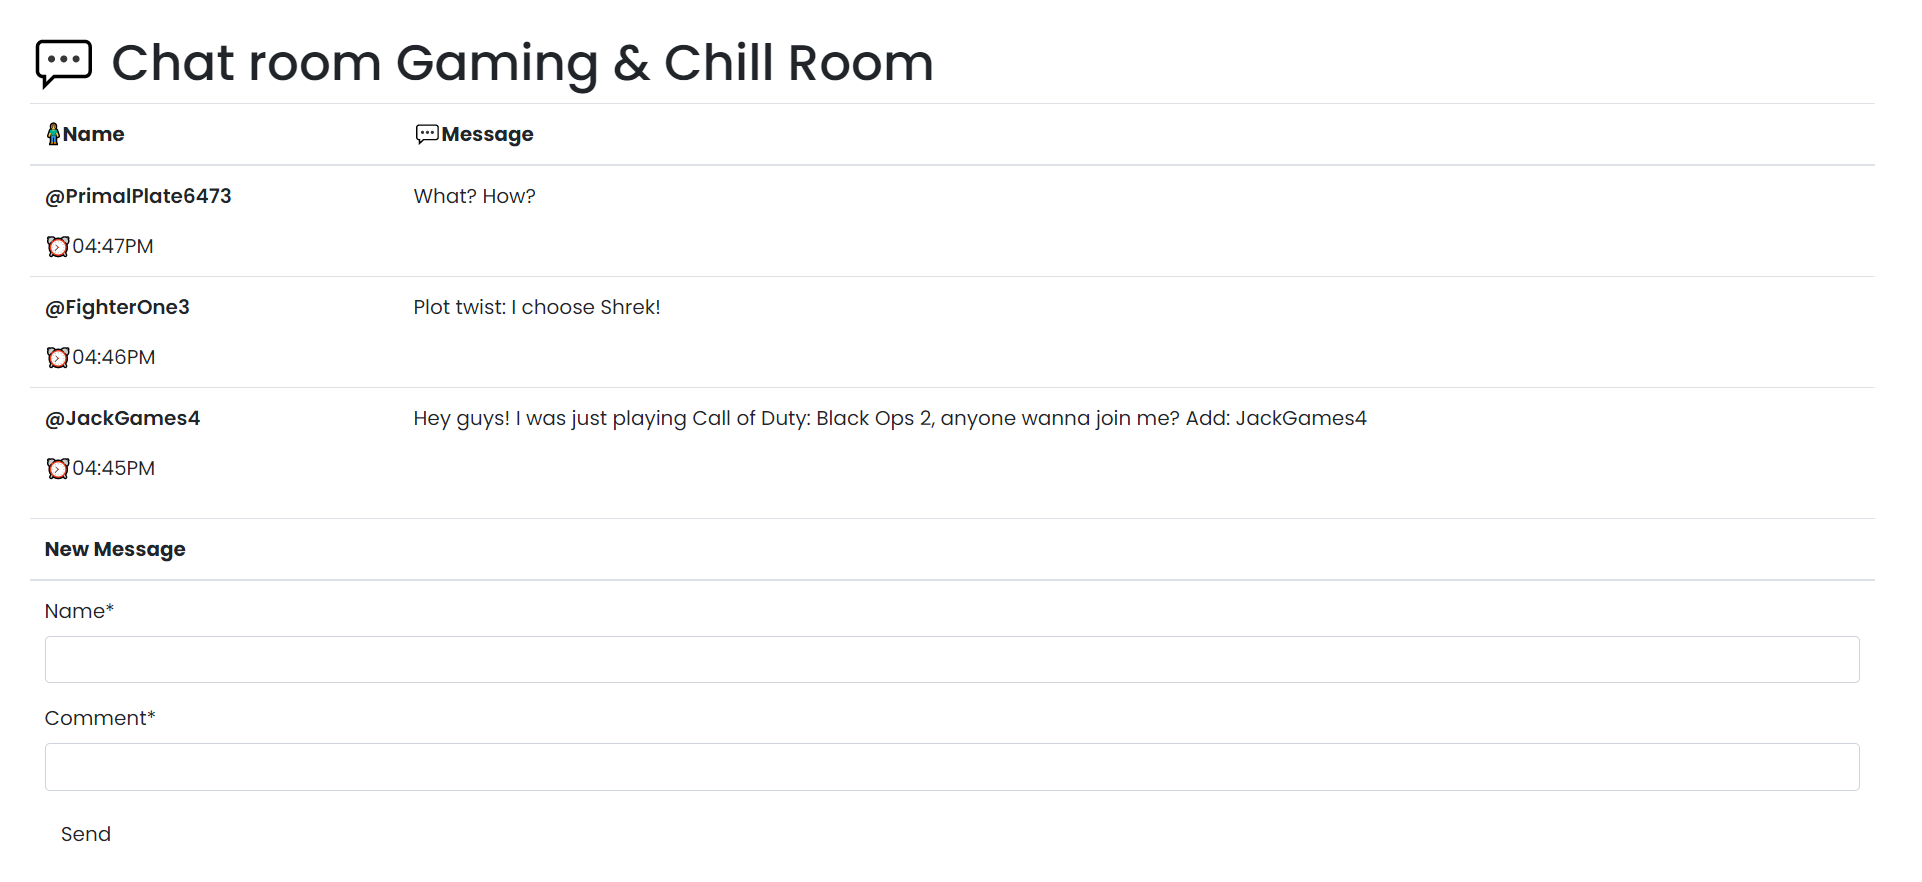 Chat room Gaming & Chill Room
Name Message
@PrimalPlate6473 What? How?
04:47PM
@FighterOne3 Plot twist: I choose Shrek!
04:46PM
@JackGames4 Hey guys! I was just playing Call of Duty: Black Ops 2, anyone wanna join me? Add: JackGames4
04:45PM
New Message
Name*
Comment*
Send